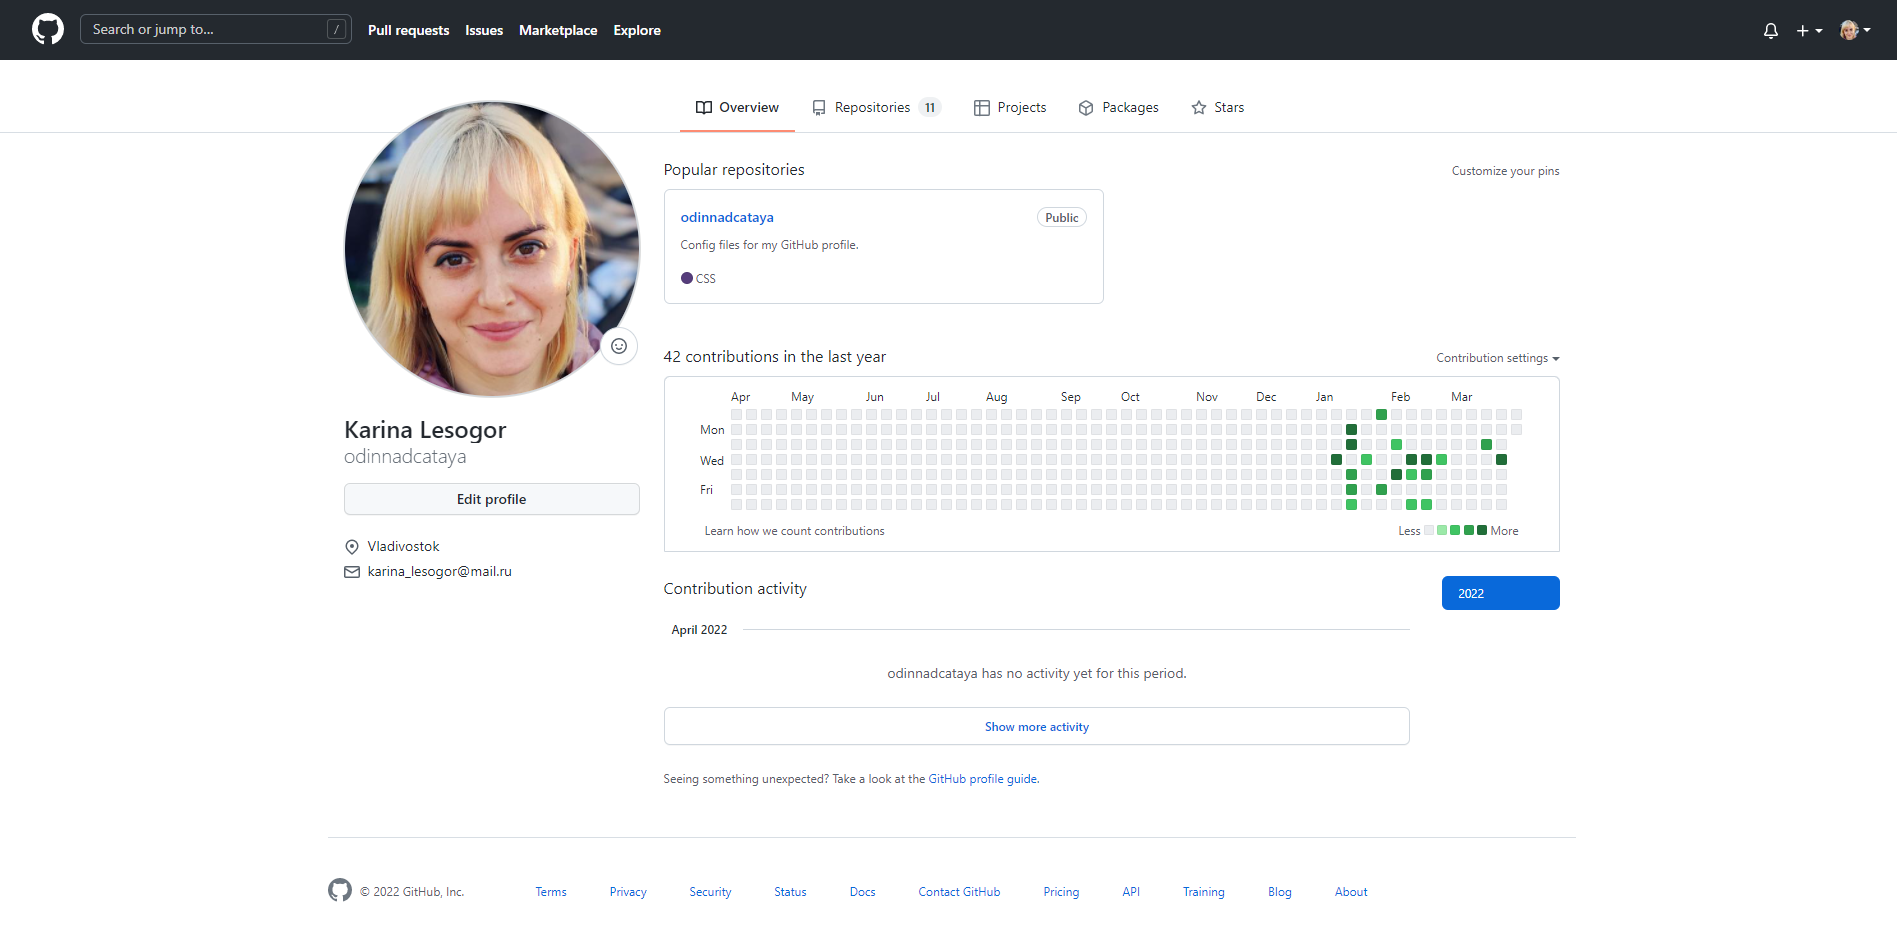 Search or jump to... /
Pull requests Issues Marketplace Explore
Overview Repositories 11 Projects Packages Stars
Karina Lesogor
odinnadcataya
Edit profile
Vladivostok
karina_lesogor@mail.ru
Popular repositories
Customize your pins
odinnadcataya Public
Config files for my GitHub profile.
CSS
42 contributions in the last year
Contribution settings
Apr May Jun Jul Aug Sep Oct Nov Dec Jan Feb Mar
Mon
Wed
Fri
Learn how we count contributions
Less More
Contribution activity
2022
April 2022
odinnadcataya has no activity yet for this period.
Show more activity
Seeing something unexpected? Take a look at the GitHub profile guide.
© 2022 GitHub, Inc. Terms Privacy Security Status Docs Contact GitHub Pricing API Training Blog About